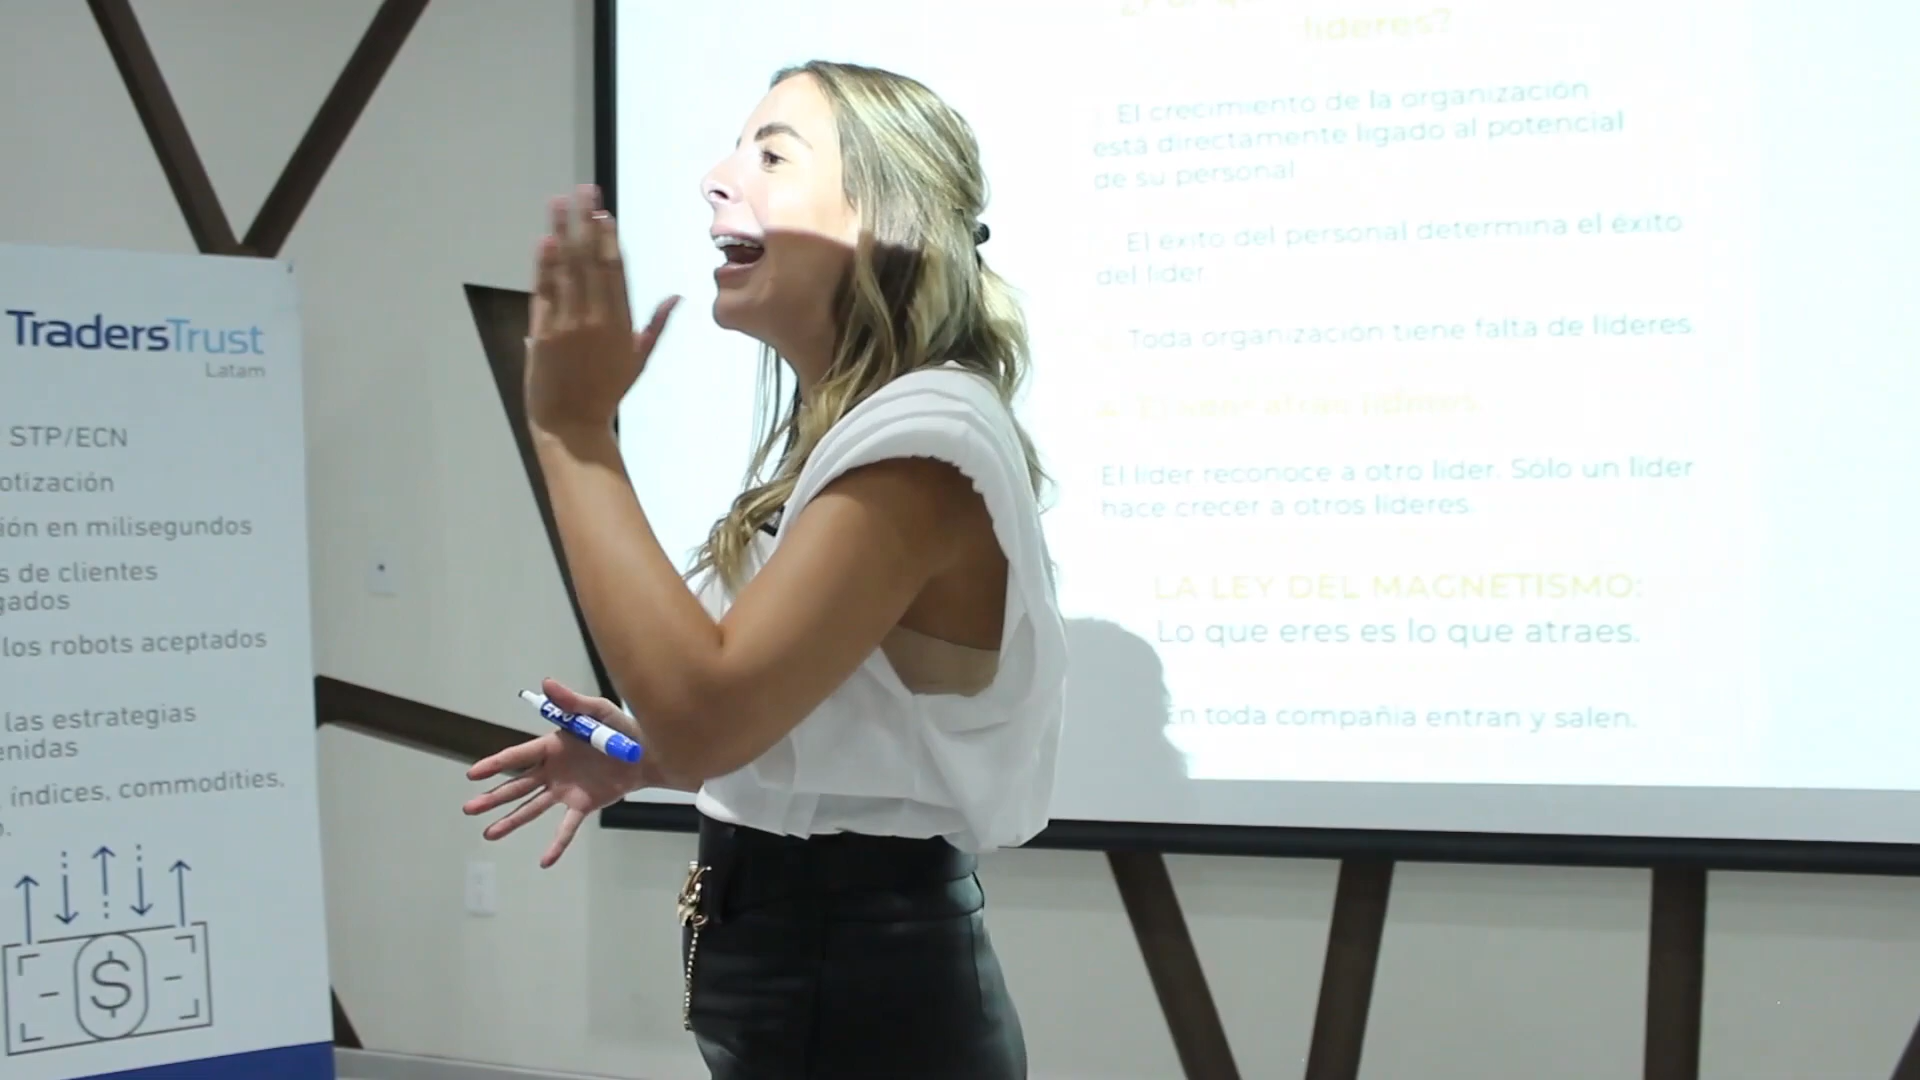 TradersTrust
Latam
STP/ECN
otización
ión en milisegundos
s de clientes
gados
los robots aceptados
las estrategias
enidas
índices, commodities,
EXPO
$
líderes?
El crecimiento de la organización
está directamente ligado al potencial
de su personal
El éxito del personal determina el éxito
del líder
Toda organización tiene falta de líderes.
El líder reconoce a otro líder. Sólo un líder
hace crecer a otros líderes.
LA LEY DEL MAGNETISMO:
Lo que eres es lo que atraes.
En toda compañia entran y salen.